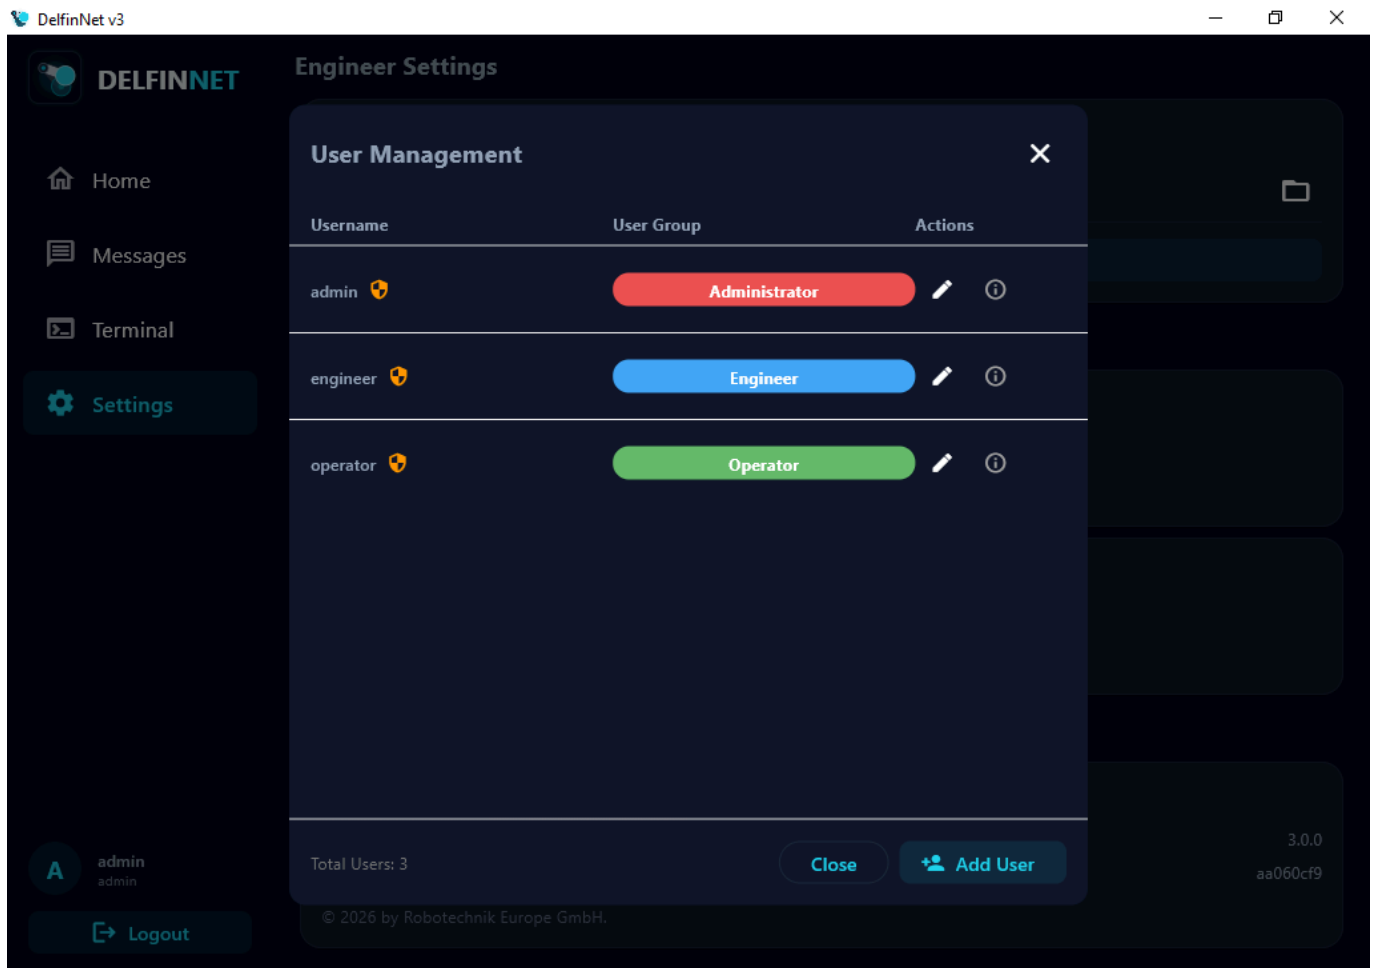 DelfinNet v3
DELFINNET
Engineer Settings
Home
Messages
Terminal
Settings
User Management
Username User Group Actions
admin Administrator
engineer Engineer
operator Operator
Total Users: 3 Close Add User
3.0.0
aa060cf9
© 2026 by Robotechnik Europe GmbH.
A
admin
admin
Logout